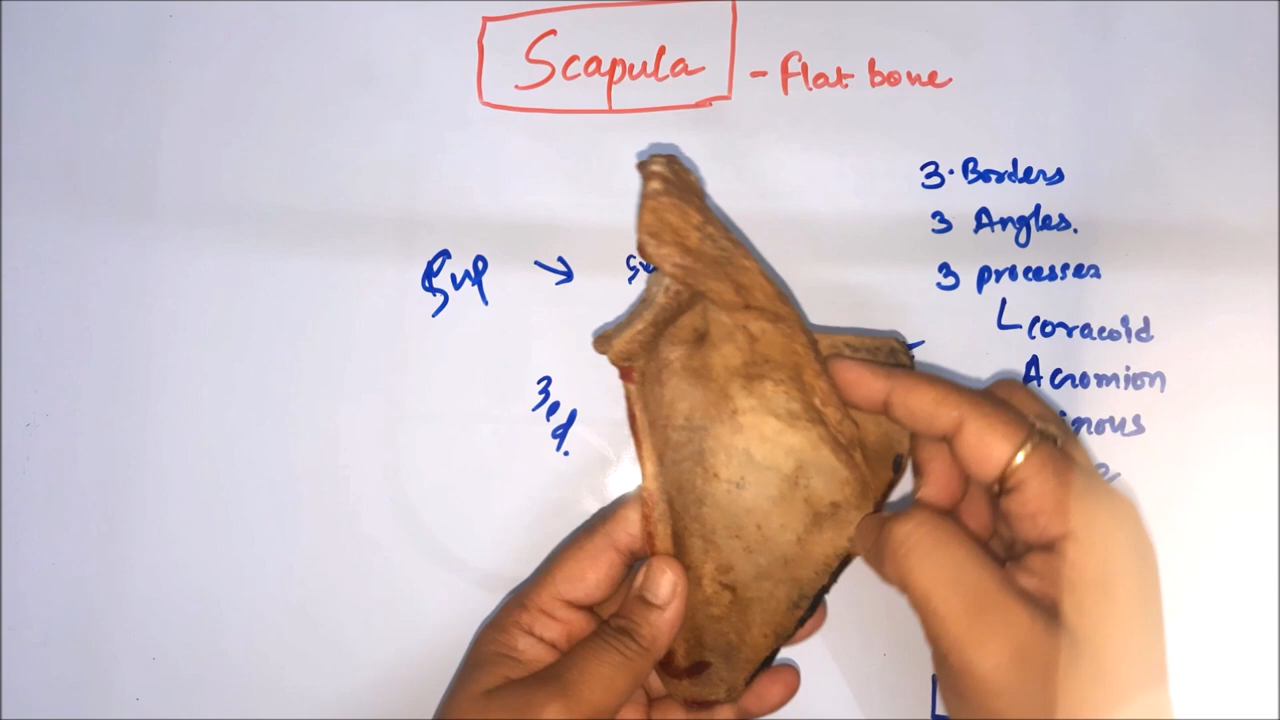 Scapula - flat bone
3. Borders
3 Angles.
3 processes
coracoid
Sup →
Acromion